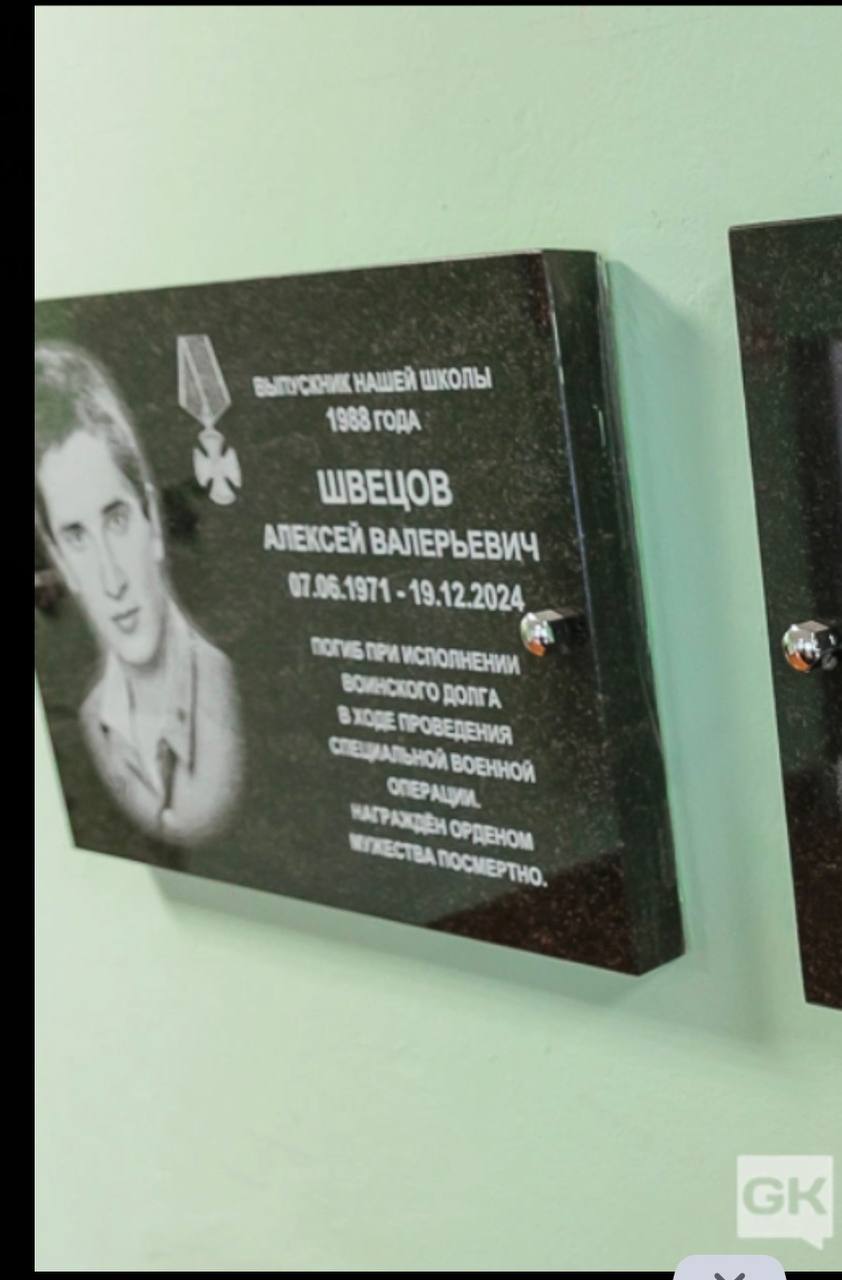 ВЫПУСКНИК НАШЕЙ ШКОЛЫ
1988 ГОДА
ШВЕЦОВ
АЛЕКСЕЙ ВАЛЕРЬЕВИЧ
07.06.1971 - 19.12.2024
ПОГИБ ПРИ ИСПОЛНЕНИИ
ВОИНСКОГО ДОЛГА
В ХОДЕ ПРОВЕДЕНИЯ
СПЕЦИАЛЬНОЙ ВОЕННОЙ
ОПЕРАЦИИ.
НАГРАЖДЁН ОРДЕНОМ
МУЖЕСТВА ПОСМЕРТНО.
GK